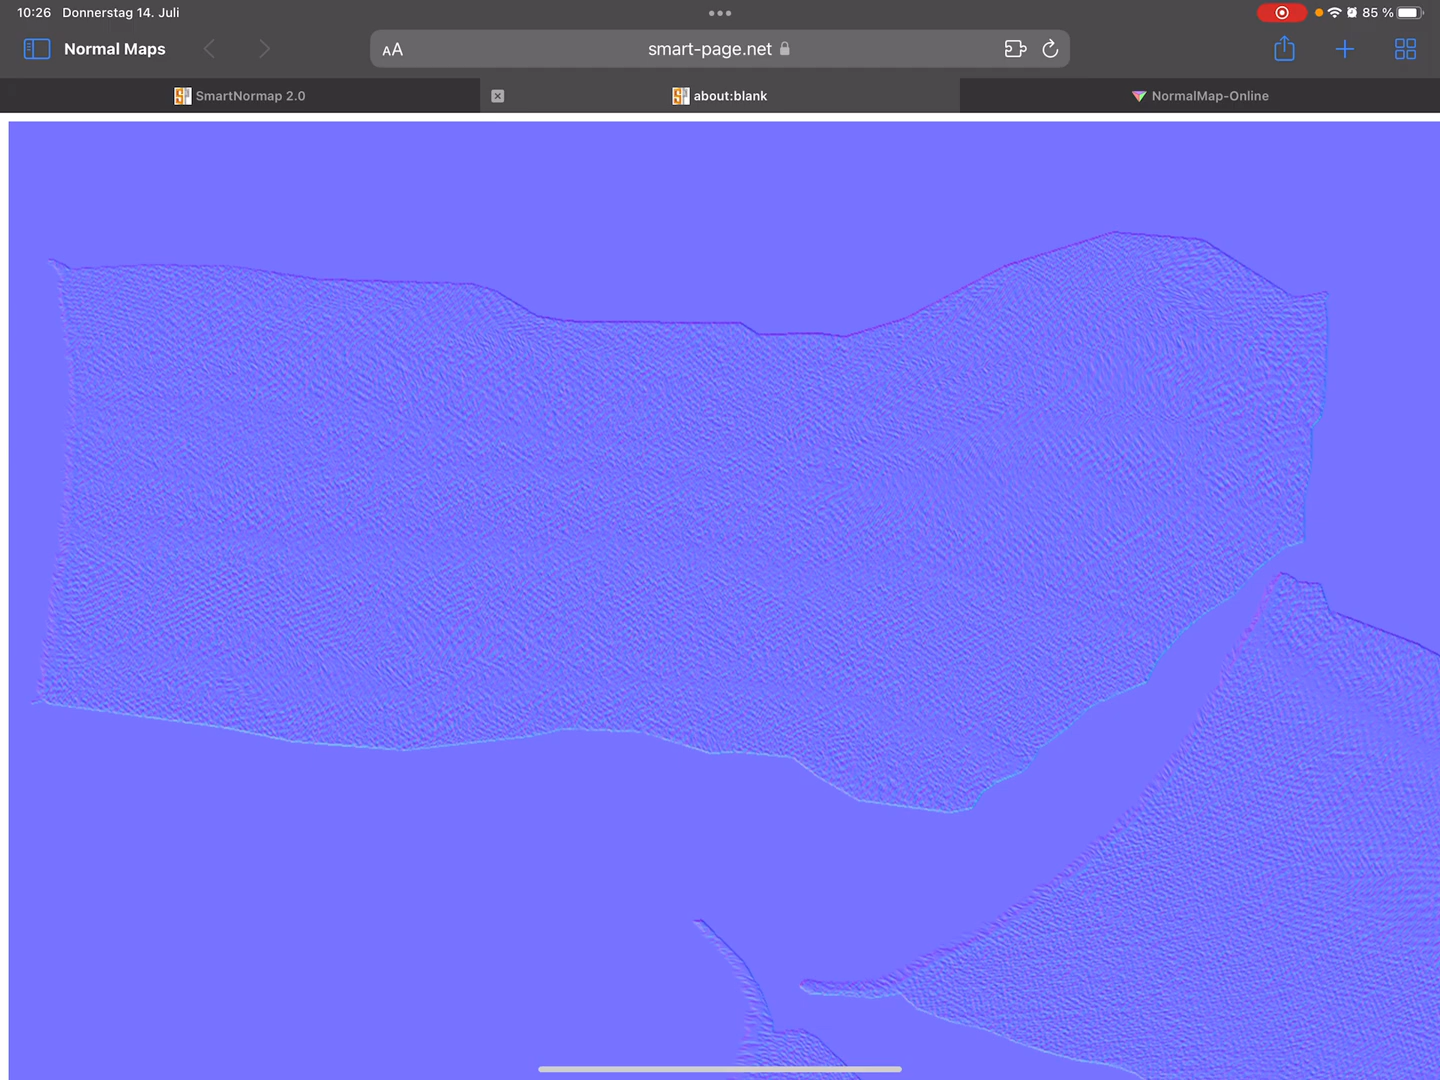 10:26 Donnerstag 14. Juli
85 %
Normal Maps
AA
smart-page.net
SmartNormap 2.0
about:blank
NormalMap-Online